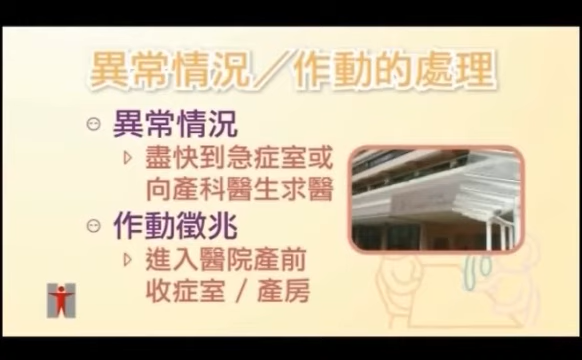 異常情況／作動的處理
異常情況
盡快到急症室或
向產科醫生求醫
作動徵兆
進入醫院產前
收症室 / 產房